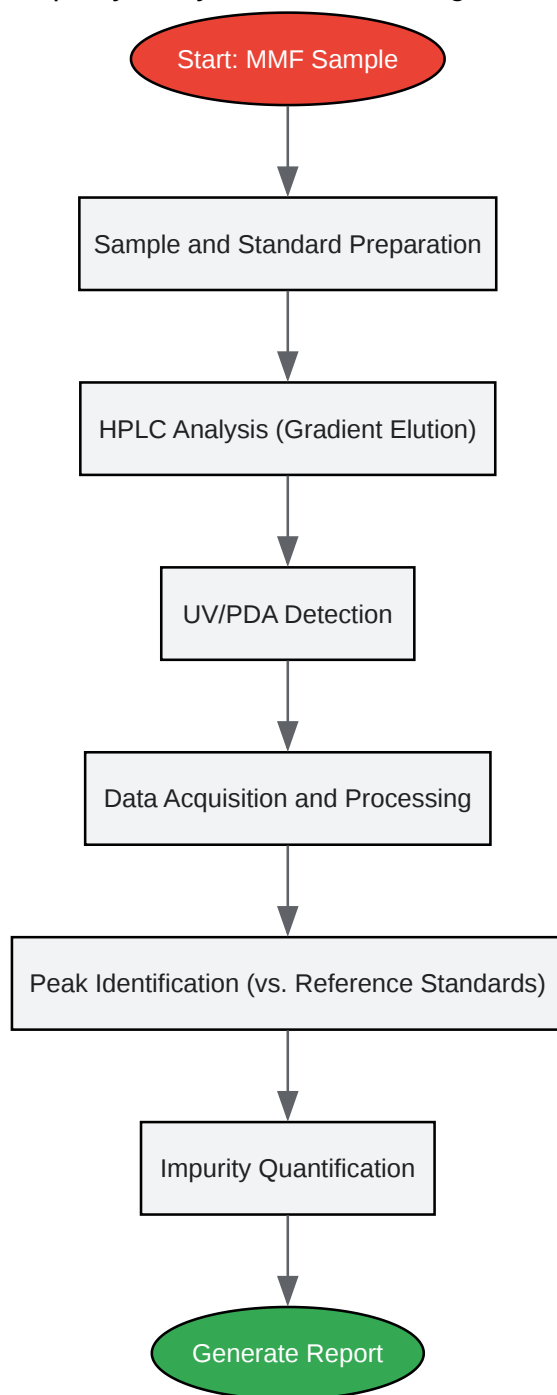 Start: MMF Sample
Sample and Standard Preparation
HPLC Analysis (Gradient Elution)
UV/PDA Detection
Data Acquisition and Processing
Peak Identification (vs. Reference Standards)
Impurity Quantification
Generate Report